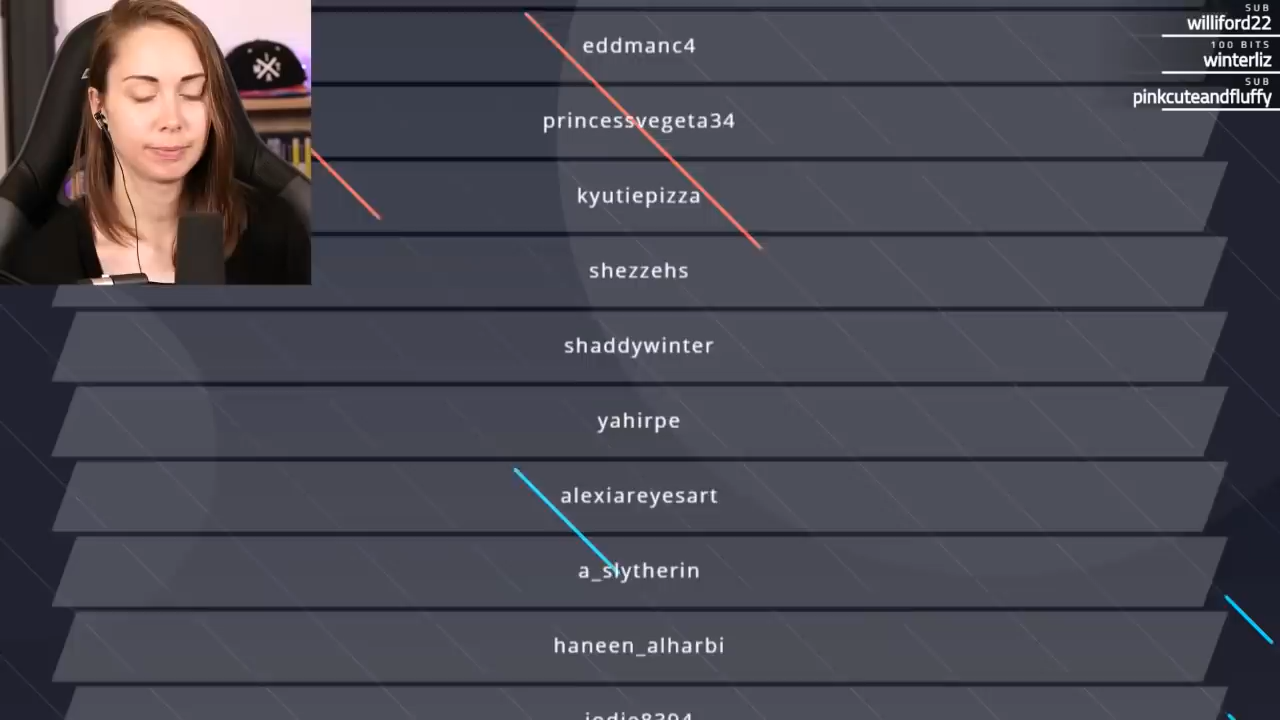 SUB
williford22
100 BITS
winterliz
SUB
pinkcuteandfluffy
eddmanc4
princessvegeta34
kyutiepizza
shezzehs
shaddywinter
yahirpe
alexiareyesart
a_slytherin
haneen_alharbi